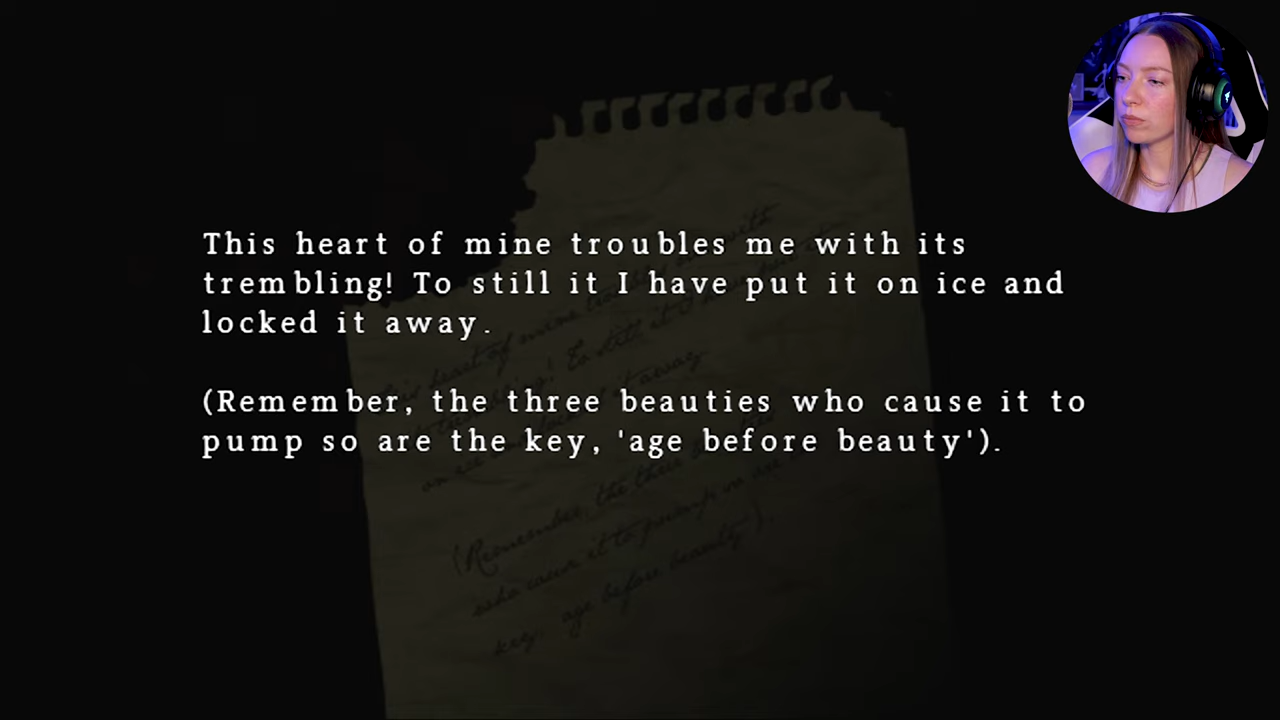 This heart of mine troubles me with its
trembling! To still it I have put it on ice and
locked it away.
(Remember, the three beauties who cause it to
pump so are the key, 'age before beauty').